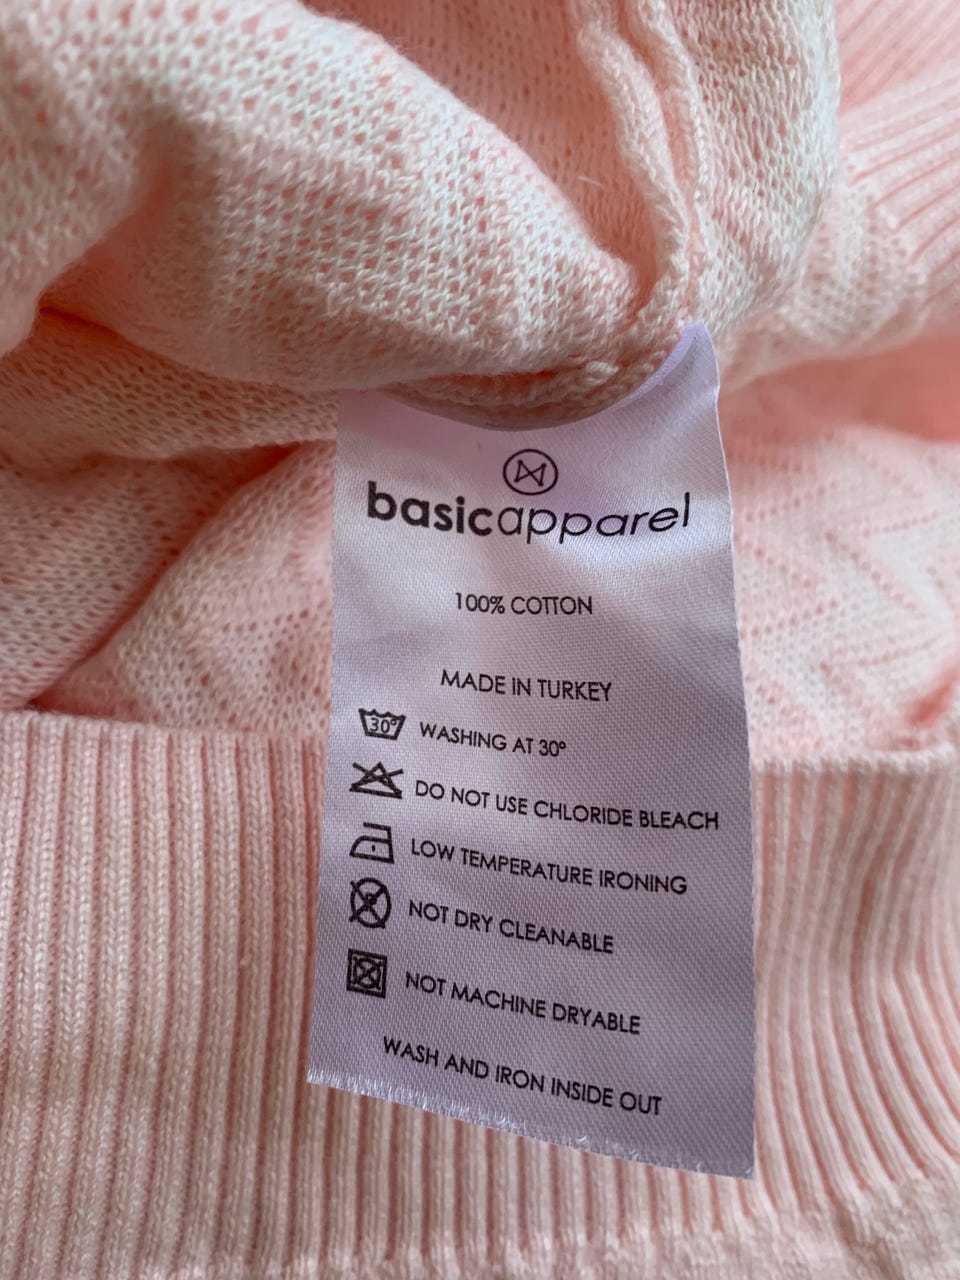 basicapparel
100% COTTON
MADE IN TURKEY
30° WASHING AT 30°
DO NOT USE CHLORIDE BLEACH
LOW TEMPERATURE IRONING
NOT DRY CLEANABLE
NOT MACHINE DRYABLE
WASH AND IRON INSIDE OUT